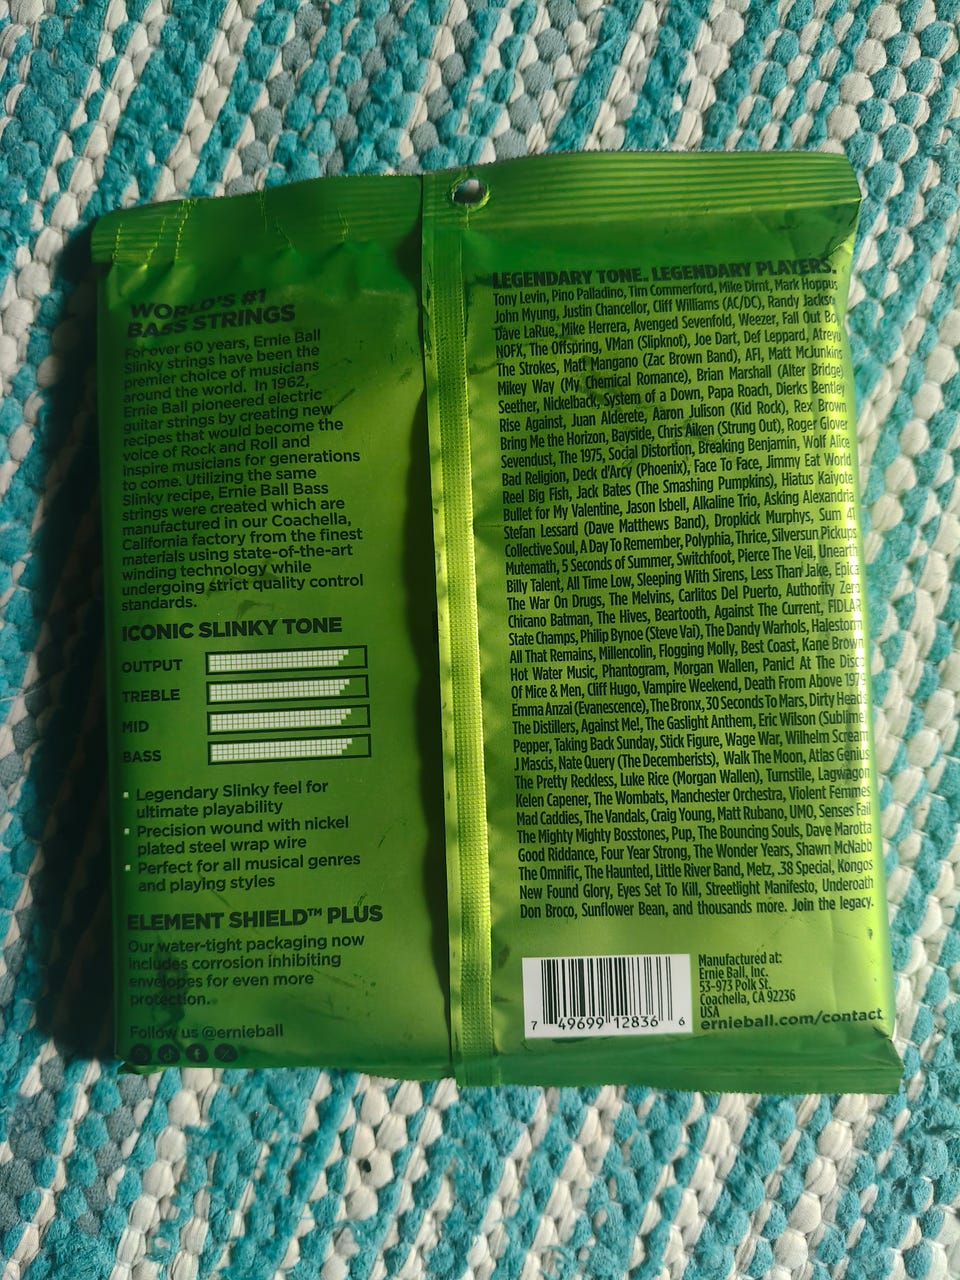 WORLD'S #1
BASS STRINGS
For over 60 years, Ernie Ball
Slinky strings have been the
premier choice of musicians
around the world. In 1962,
Ernie Ball pioneered electric
guitar strings by creating new
recipes that would become the
voice of Rock and Roll and
inspire musicians for generations
to come. Utilizing the same
Slinky recipe, Ernie Ball Bass
strings were created which are
manufactured in our Coachella,
California factory from the finest
materials using state-of-the-art
winding technology while
undergoing strict quality control
standards.
ICONIC SLINKY TONE
OUTPUT
TREBLE
MID
BASS
Legendary Slinky feel for
ultimate playability
Precision wound with nickel
plated steel wrap wire
Perfect for all musical genres
and playing styles
ELEMENT SHIELD™ PLUS
Our water-tight packaging now
includes corrosion inhibiting
envelopes for even more
protection.
Follow us @ernieball
LEGENDARY TONE. LEGENDARY PLAYERS.
Tony Levin, Pino Palladino, Tim Commerford, Mike Dirnt, Mark Hoppus
John Myung, Justin Chancellor, Cliff Williams (AC/DC), Randy Jackson
Dave LaRue, Mike Herrera, Avenged Sevenfold, Weezer, Fall Out Boy
NOFX, The Offspring, VMan (Slipknot), Joe Dart, Def Leppard, Atreyu
The Strokes, Matt Mangano (Zac Brown Band), AFI, Matt McJunkins
Mikey Way (My Chemical Romance), Brian Marshall (Alter Bridge)
Seether, Nickelback, System of a Down, Papa Roach, Dierks Bentley
Rise Against, Juan Alderete, Aaron Julison (Kid Rock), Rex Brown
Bring Me the Horizon, Bayside, Chris Aiken (Strung Out), Roger Glover
Sevendust, The 1975, Social Distortion, Breaking Benjamin, Wolf Alice
Bad Religion, Deck d'Arcy (Phoenix), Face To Face, Jimmy Eat World
Reel Big Fish, Jack Bates (The Smashing Pumpkins), Hiatus Kaiyote
Bullet for My Valentine, Jason Isbell, Alkaline Trio, Asking Alexandria
Stefan Lessard (Dave Matthews Band), Dropkick Murphys, Sum 41
Collective Soul, A Day To Remember, Polyphia, Thrice, Silversun Pickups
Mutemath, 5 Seconds of Summer, Switchfoot, Pierce The Veil, Unearth
Billy Talent, All Time Low, Sleeping With Sirens, Less Than Jake, Epica
The War On Drugs, The Melvins, Carlitos Del Puerto, Authority Zero
Chicano Batman, The Hives, Beartooth, Against The Current, FIDLAR
State Champs, Philip Bynoe (Steve Vai), The Dandy Warhols, Halestorm
All That Remains, Millencolin, Flogging Molly, Best Coast, Kane Brown
Hot Water Music, Phantogram, Morgan Wallen, Panic! At The Disco
Of Mice & Men, Cliff Hugo, Vampire Weekend, Death From Above 1979
Emma Anzai (Evanescence), The Bronx, 30 Seconds To Mars, Dirty Heads
The Distillers, Against Me!, The Gaslight Anthem, Eric Wilson (Sublime)
Pepper, Taking Back Sunday, Stick Figure, Wage War, Wilhelm Scream
J Mascis, Nate Query (The Decemberists), Walk The Moon, Atlas Genius
The Pretty Reckless, Luke Rice (Morgan Wallen), Turnstile, Lagwagon
Kelen Capener, The Wombats, Manchester Orchestra, Violent Femmes
Mad Caddies, The Vandals, Craig Young, Matt Rubano, UMO, Senses Fail
The Mighty Mighty Bosstones, Pup, The Bouncing Souls, Dave Marotta
Good Riddance, Four Year Strong, The Wonder Years, Shawn McNabb
The Omnific, The Haunted, Little River Band, Metz, .38 Special, Kongos
New Found Glory, Eyes Set To Kill, Streetlight Manifesto, Underoath
Don Broco, Sunflower Bean, and thousands more. Join the legacy.
7 49699 12836 6
Manufactured at:
Ernie Ball, Inc.
53-973 Polk St.
Coachella, CA 92236
USA
ernieball.com/contact